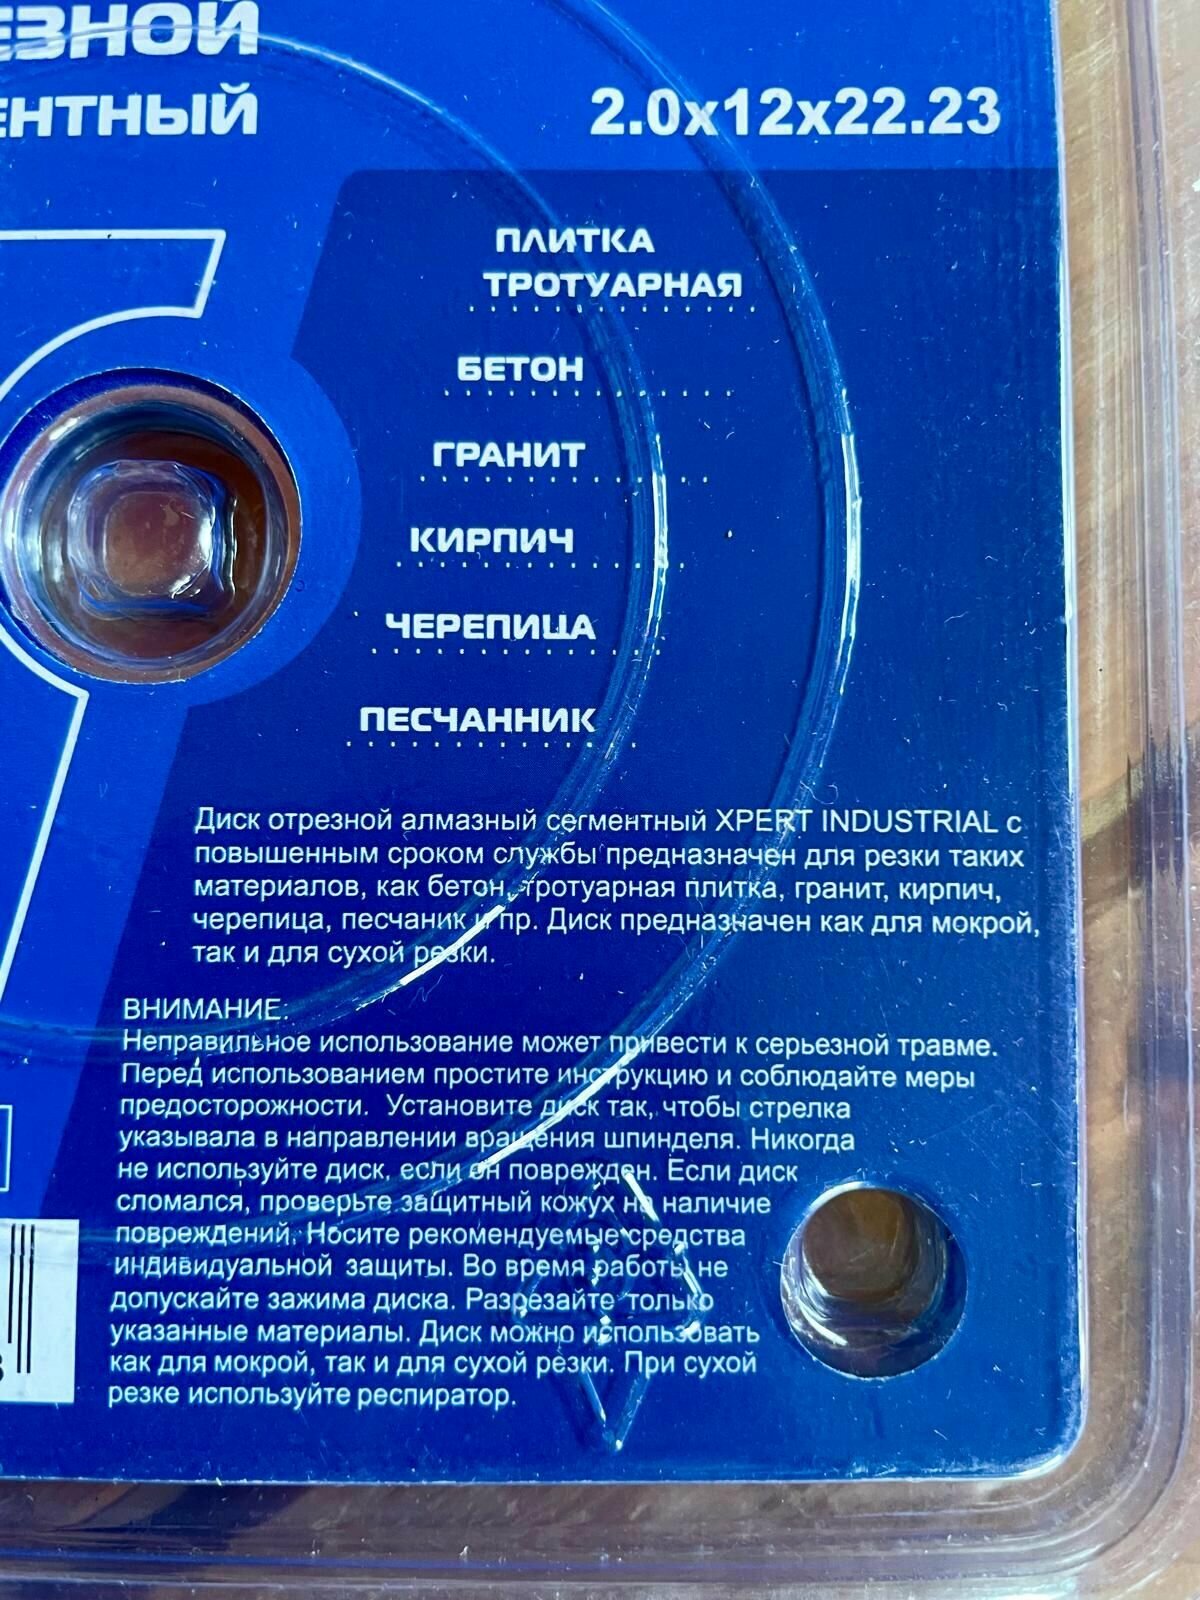 ЕЗНОЙ
ЕНТНЫЙ
2.0x12x22.23
ПЛИТКА
ТРОТУАРНАЯ
БЕТОН
ГРАНИТ
КИРПИЧ
ЧЕРЕПИЦА
ПЕСЧАННИК
Диск отрезной алмазный сегментный XPERT INDUSTRIAL с
повышенным сроком службы предназначен для резки таких
материалов, как бетон, тротуарная плитка, гранит, кирпич,
черепица, песчаник и пр. Диск предназначен как для мокрой,
так и для сухой резки.
ВНИМАНИЕ:
Неправильное использование может привести к серьезной травме.
Перед использованием простите инструкцию и соблюдайте меры
предосторожности. Установите диск так, чтобы стрелка
указывала в направлении вращения шпинделя. Никогда
не используйте диск, если он поврежден. Если диск
сломался, проверьте защитный кожух на наличие
повреждений. Носите рекомендуемые средства
индивидуальной защиты. Во время работы не
допускайте зажима диска. Разрезайте только
указанные материалы. Диск можно использовать
как для мокрой, так и для сухой резки. При сухой
резке используйте респиратор.